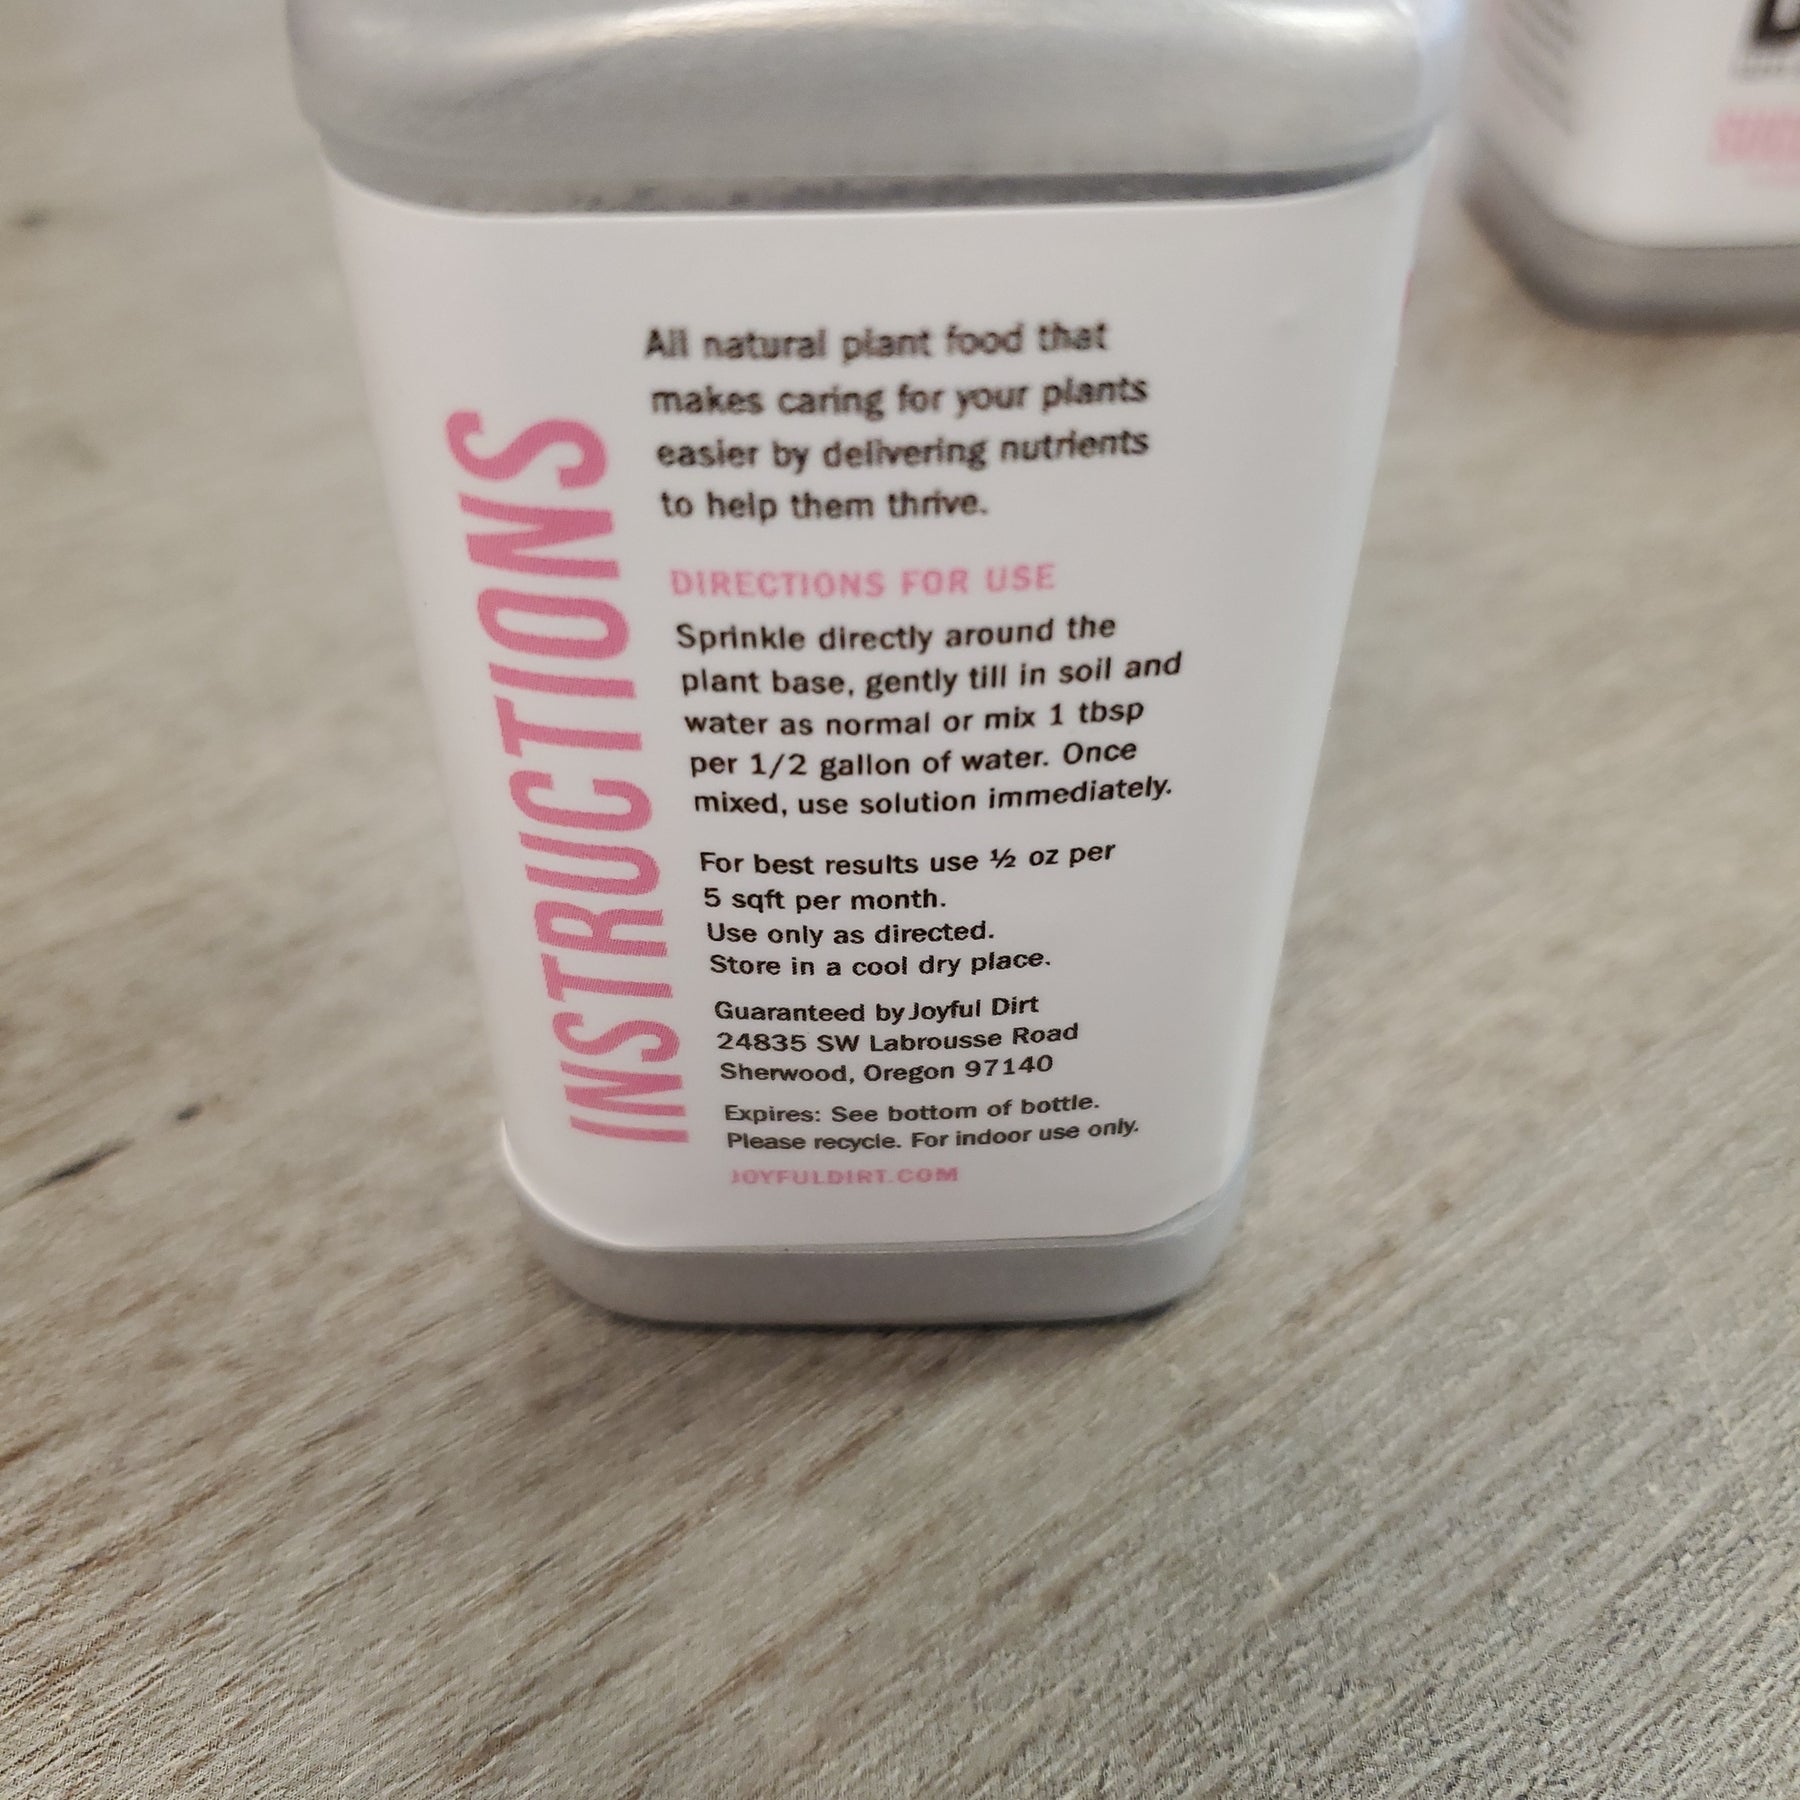 INSTRUCTIONS
All natural plant food that
makes caring for your plants
easier by delivering nutrients
to help them thrive.
DIRECTIONS FOR USE
Sprinkle directly around the
plant base, gently till in soil and
water as normal or mix 1 tbsp
per 1/2 gallon of water. Once
mixed, use solution immediately.
For best results use ½ oz per
5 sqft per month.
Use only as directed.
Store in a cool dry place.
Guaranteed by Joyful Dirt
24835 SW Labrousse Road
Sherwood, Oregon 97140
Expires: See bottom of bottle.
Please recycle. For indoor use only.
JOYFULDIRT.COM